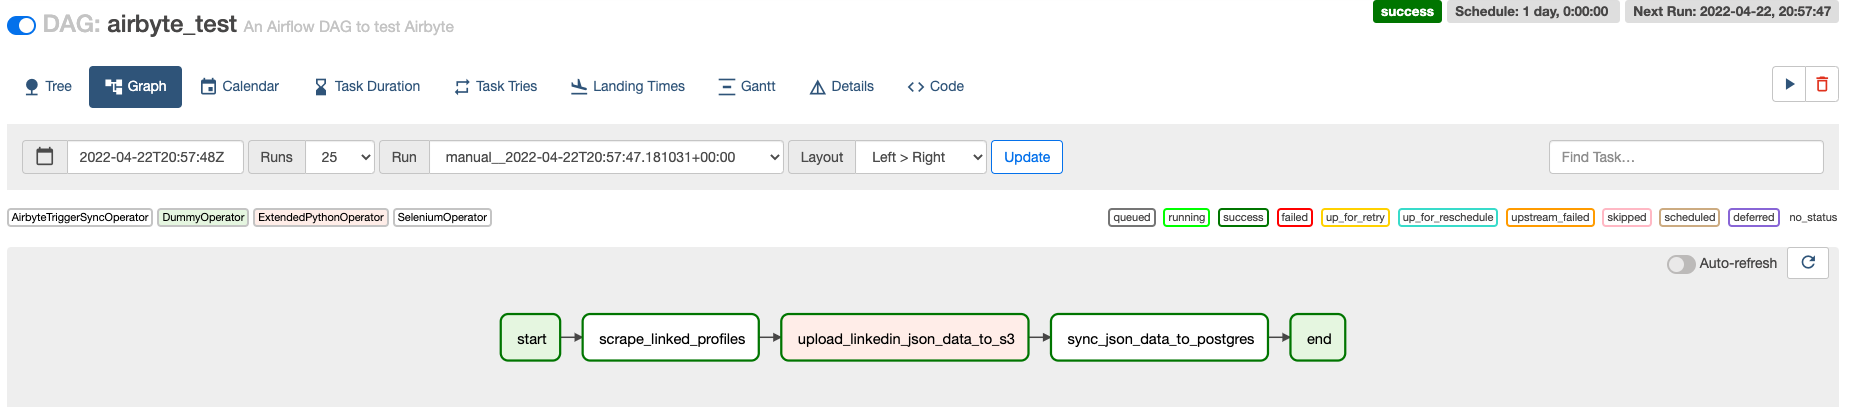 DAG: airbyte_test An Airflow DAG to test Airbyte
success Schedule: 1 day, 0:00:00 Next Run: 2022-04-22, 20:57:47
Tree Graph Calendar Task Duration Task Tries Landing Times Gantt Details Code
2022-04-22T20:57:48Z Runs 25 Run manual__2022-04-22T20:57:47.181031+00:00 Layout Left > Right Update Find Task...
AirbyteTriggerSyncOperator DummyOperator ExtendedPythonOperator SeleniumOperator
queued running success failed up_for_retry up_for_reschedule upstream_failed skipped scheduled deferred no_status
Auto-refresh
start scrape_linked_profiles upload_linkedin_json_data_to_s3 sync_json_data_to_postgres end